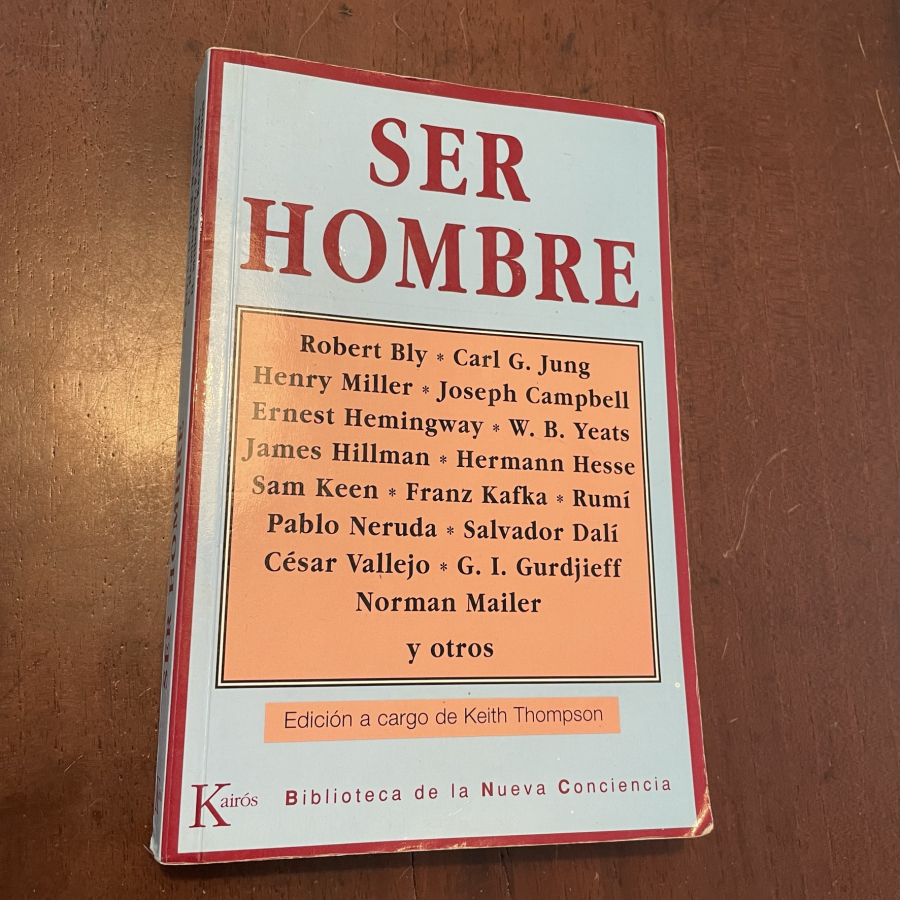 SER
HOMBRE
Robert Bly * Carl G. Jung
Henry Miller * Joseph Campbell
Ernest Hemingway * W. B. Yeats
James Hillman * Hermann Hesse
Sam Keen * Franz Kafka * Rumí
Pablo Neruda * Salvador Dalí
César Vallejo * G. I. Gurdjieff
Norman Mailer
y otros
Edición a cargo de Keith Thompson
Kairós Biblioteca de la Nueva Conciencia
SER HOMBRE